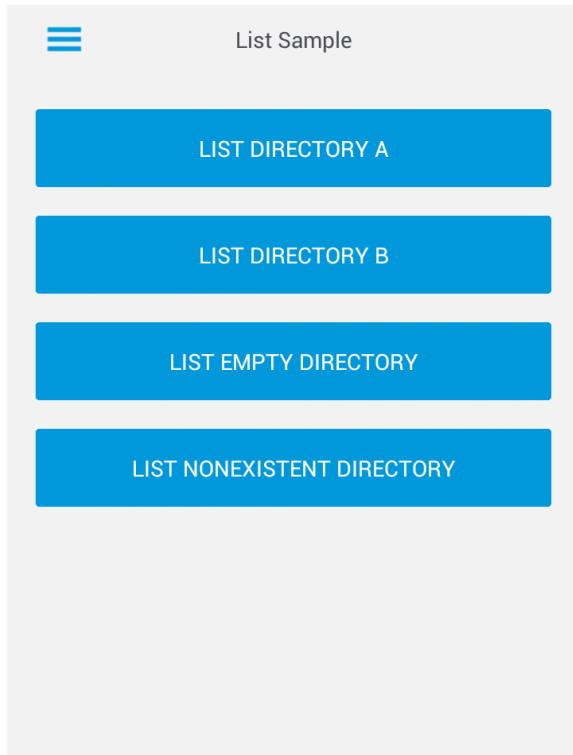 List Sample
LIST DIRECTORY A
LIST DIRECTORY B
LIST EMPTY DIRECTORY
LIST NONEXISTENT DIRECTORY